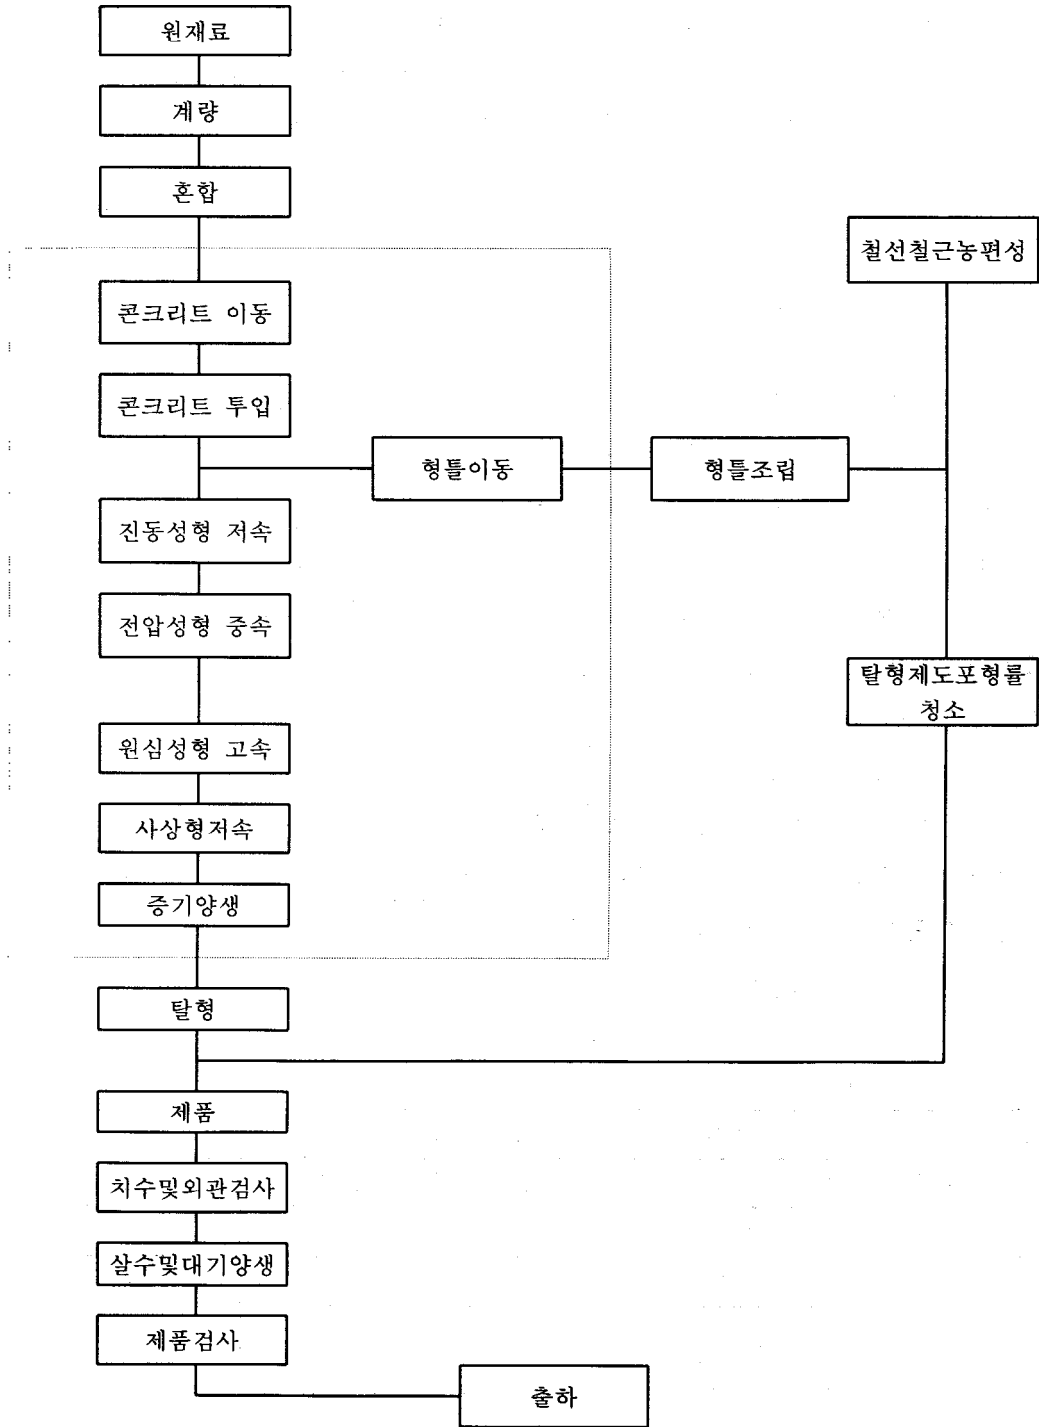 원재료
계량
혼합
철선철근농편성
콘크리트 이동
콘크리트 투입
형틀이동
형틀조립
진동성형 저속
전압성형 중속
탈형제도포형률
청소
원심성형 고속
사상형저속
증기양생
탈형
제품
치수및외관검사
살수및대기양생
제품검사
출하